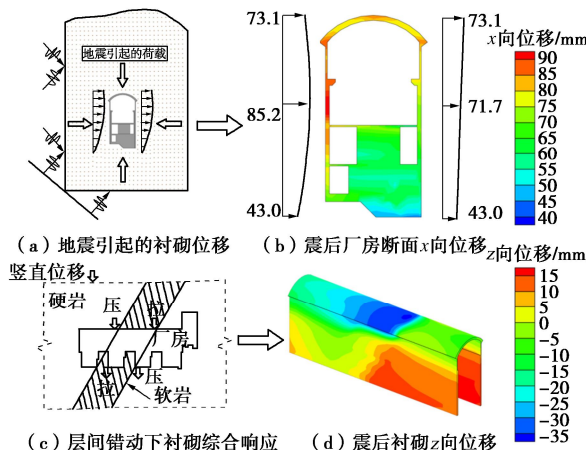 地震引起的荷载
(a)地震引起的衬砌位移
73.1
85.2
43.0
73.1
71.7
43.0
x向位移/mm
90
85
80
75
70
65
60
55
50
45
40
(b)震后厂房断面x向位移
竖直位移
硬岩
压
拉
厂房
拉
压
软岩
(c)层间错动下衬砌综合响应
z向位移/mm
15
10
5
0
-5
-10
-15
-20
-25
-30
-35
(d)震后衬砌z向位移